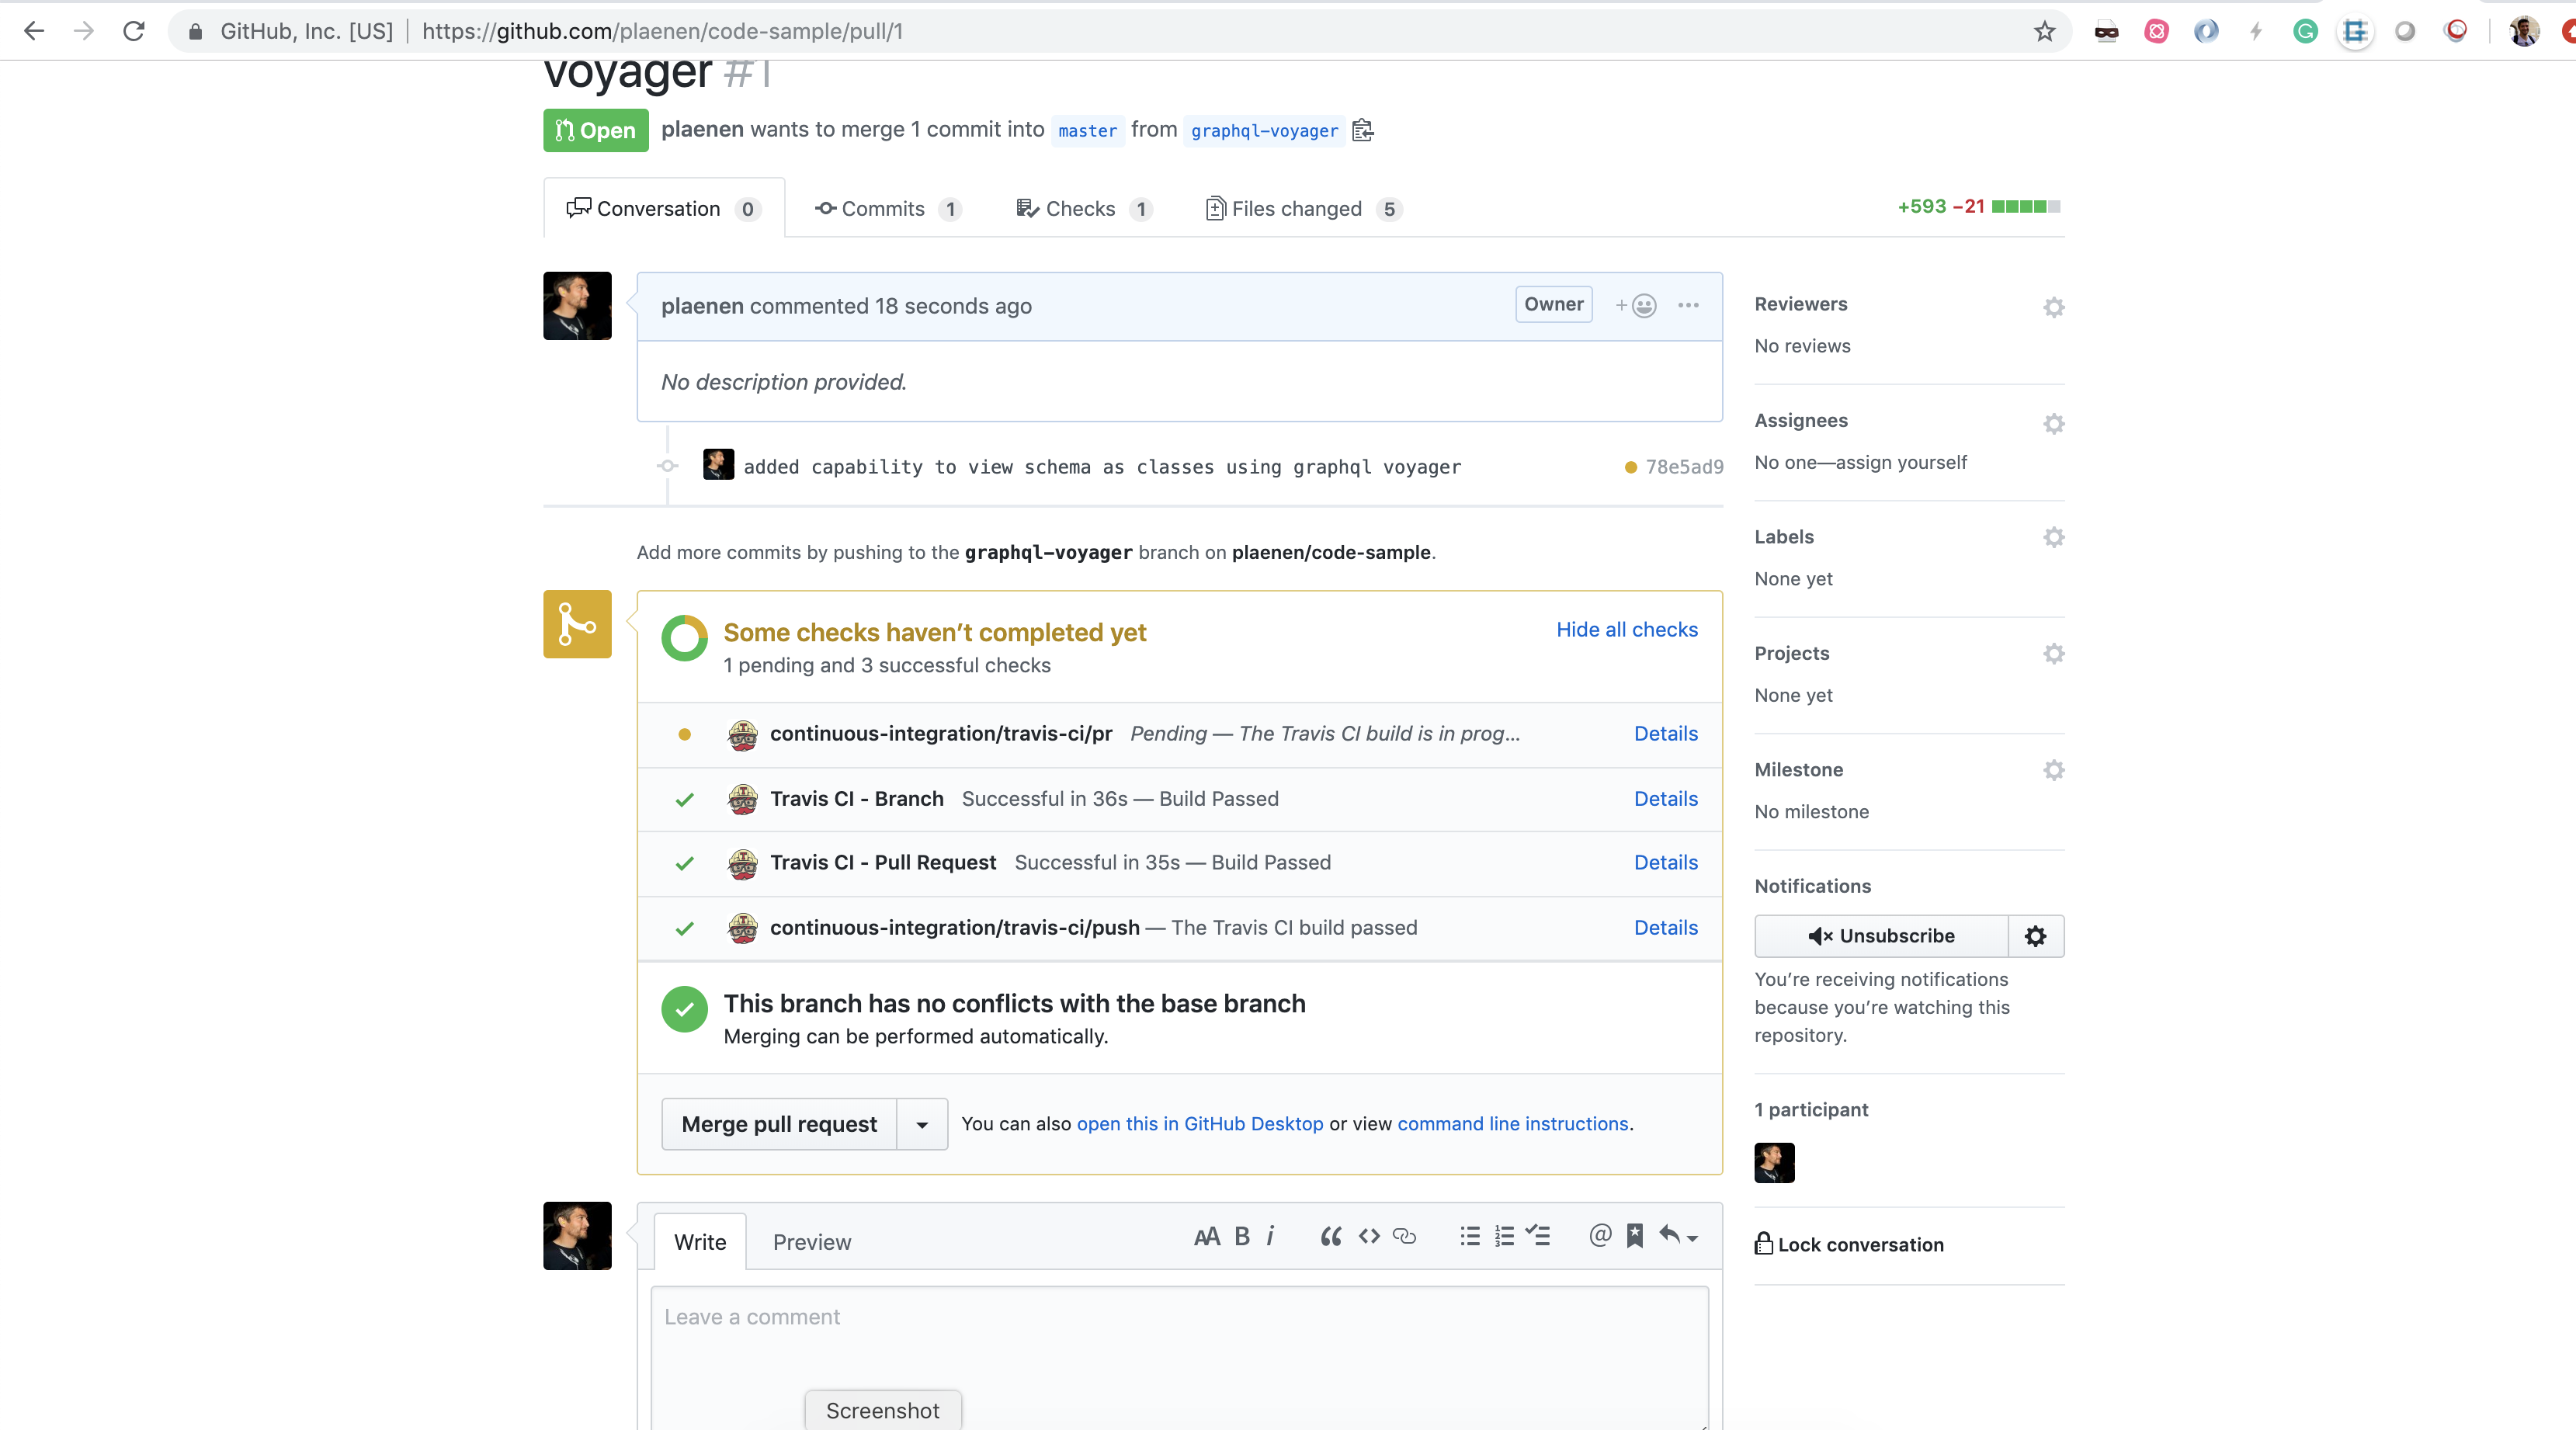 GitHub, Inc. [US] | https://github.com/plaenen/code-sample/pull/1
voyager #1
Open plaenen wants to merge 1 commit into master from graphql-voyager
Conversation 0 Commits 1 Checks 1 Files changed 5 +593 −21
plaenen commented 18 seconds ago Owner
No description provided.
added capability to view schema as classes using graphql voyager 78e5ad9
Add more commits by pushing to the graphql-voyager branch on plaenen/code-sample.
Some checks haven’t completed yet Hide all checks
1 pending and 3 successful checks
continuous-integration/travis-ci/pr Pending — The Travis CI build is in prog... Details
Travis CI - Branch Successful in 36s — Build Passed Details
Travis CI - Pull Request Successful in 35s — Build Passed Details
continuous-integration/travis-ci/push — The Travis CI build passed Details
This branch has no conflicts with the base branch
Merging can be performed automatically.
Merge pull request You can also open this in GitHub Desktop or view command line instructions.
Write Preview
Leave a comment
Screenshot
Reviewers
No reviews
Assignees
No one—assign yourself
Labels
None yet
Projects
None yet
Milestone
No milestone
Notifications
Unsubscribe
You’re receiving notifications
because you’re watching this
repository.
1 participant
Lock conversation